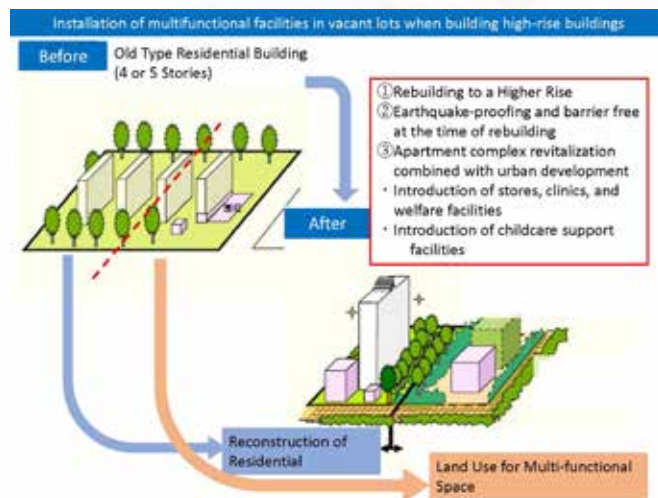 Installation of multifunctional facilities in vacant lots when building high-rise buildings
Before
Old Type Residential Building
(4 or 5 Stories)
①Rebuilding to a Higher Rise
②Earthquake-proofing and barrier free
at the time of rebuilding
③Apartment complex revitalization
combined with urban development
・Introduction of stores, clinics, and
welfare facilities
・Introduction of childcare support
facilities
After
Reconstruction of
Residential
Land Use for Multi-functional
Space